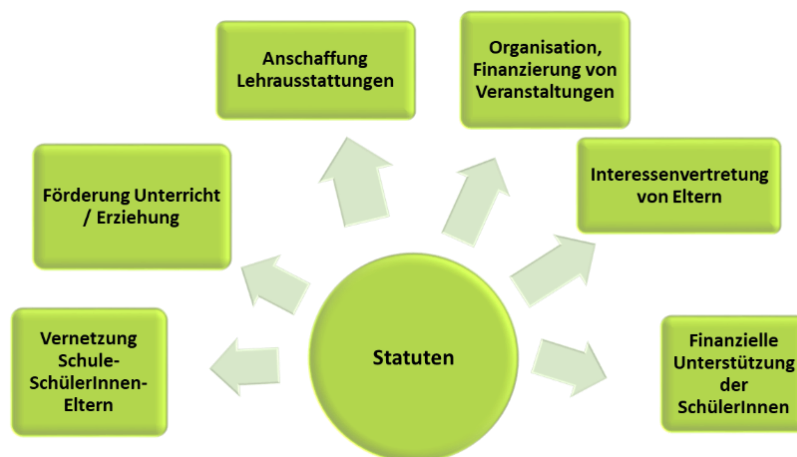 Anschaffung
Lehrausstattungen
Organisation,
Finanzierung von
Veranstaltungen
Förderung Unterricht
/ Erziehung
Interessenvertretung
von Eltern
Vernetzung
Schule-
SchülerInnen-
Eltern
Statuten
Finanzielle
Unterstützung
der
SchülerInnen